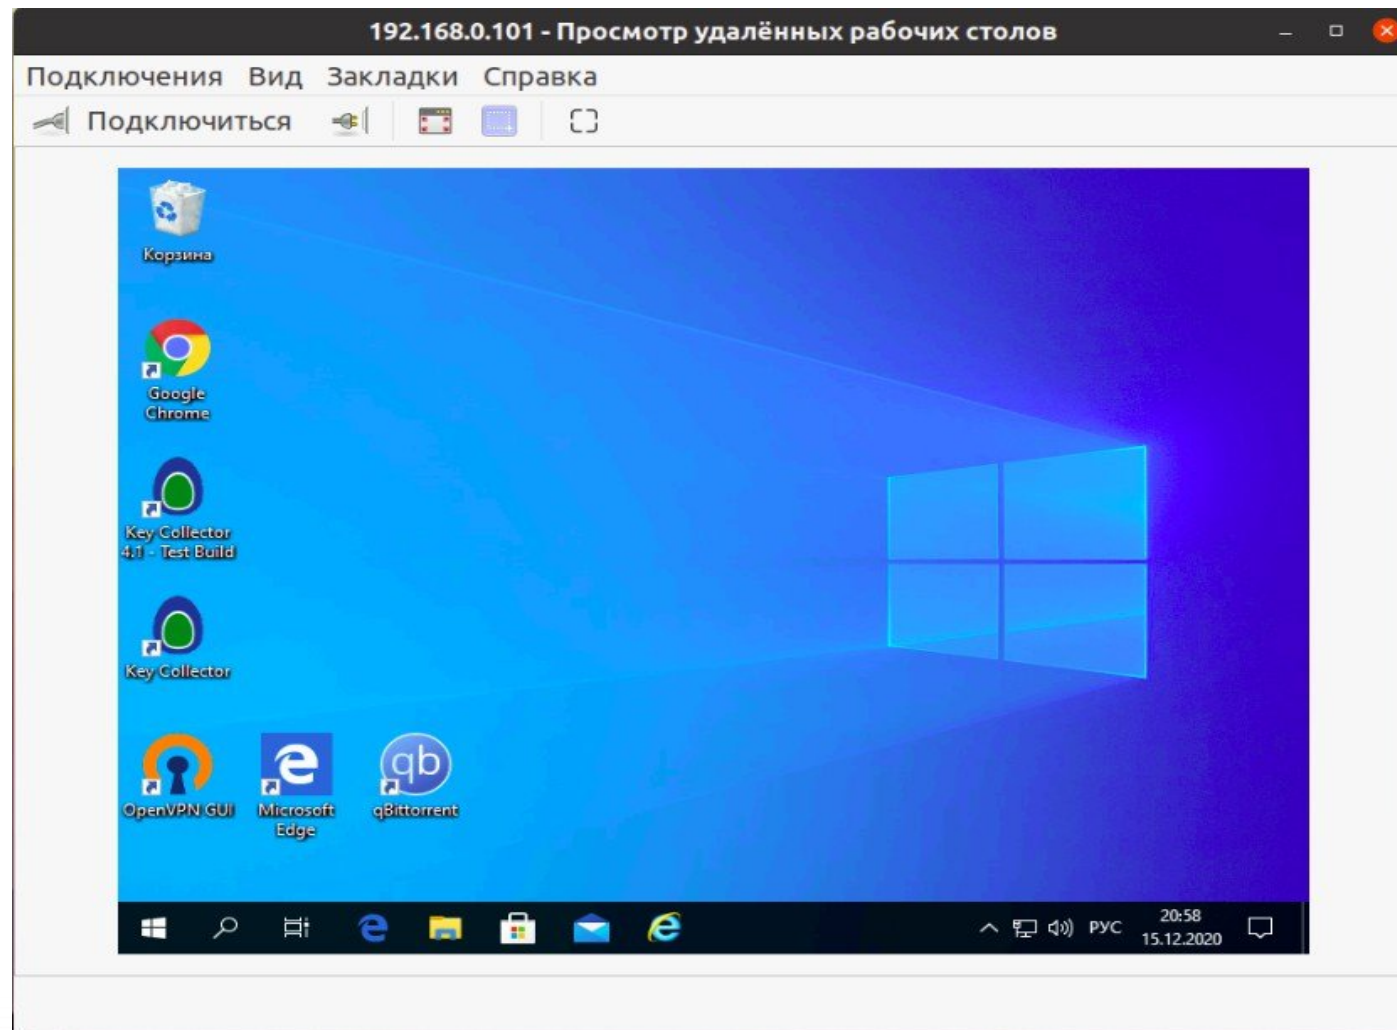 192.168.0.101 - Просмотр удалённых рабочих столов
Подключения Вид Закладки Справка
Подключиться
Корзина
Google
Chrome
Key Collector
4.1 - Test Build
Key Collector
OpenVPN GUI
Microsoft
Edge
qb
qBittorrent
РУС
20:58
15.12.2020